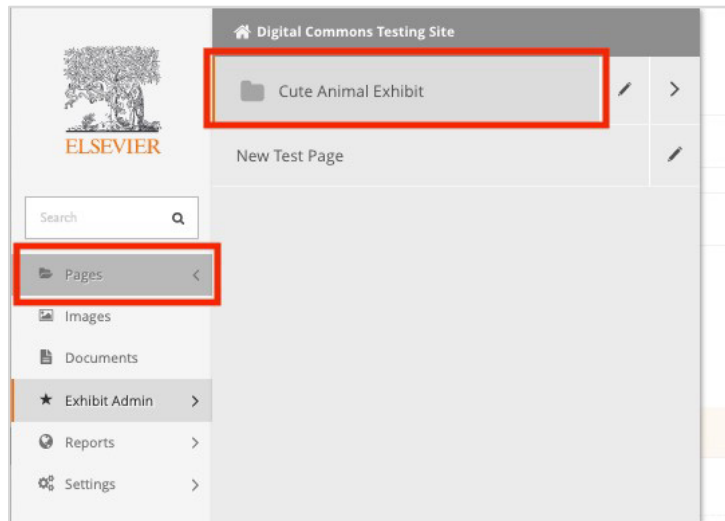 Digital Commons Testing Site
Cute Animal Exhibit
New Test Page
ELSEVIER
Search
Pages
Images
Documents
Exhibit Admin
Reports
Settings